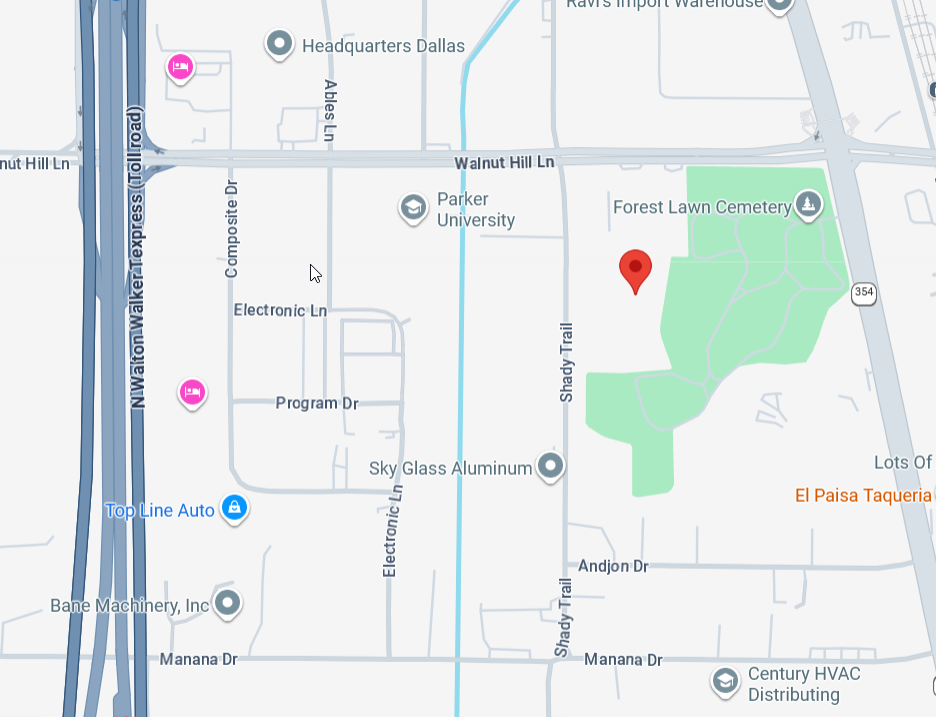 Ravi's Import Warehouse
Headquarters Dallas
Ables Ln
N Walton Walker Texpress (Toll road)
nut Hill Ln
Walnut Hill Ln
Composite Dr
Parker
University
Forest Lawn Cemetery
354
Electronic Ln
Shady Trail
Program Dr
Sky Glass Aluminum
Lots Of
El Paisa Taqueria
Top Line Auto
Electronic Ln
Andjon Dr
Shady Trail
Bane Machinery, Inc
Manana Dr
Manana Dr
Century HVAC
Distributing